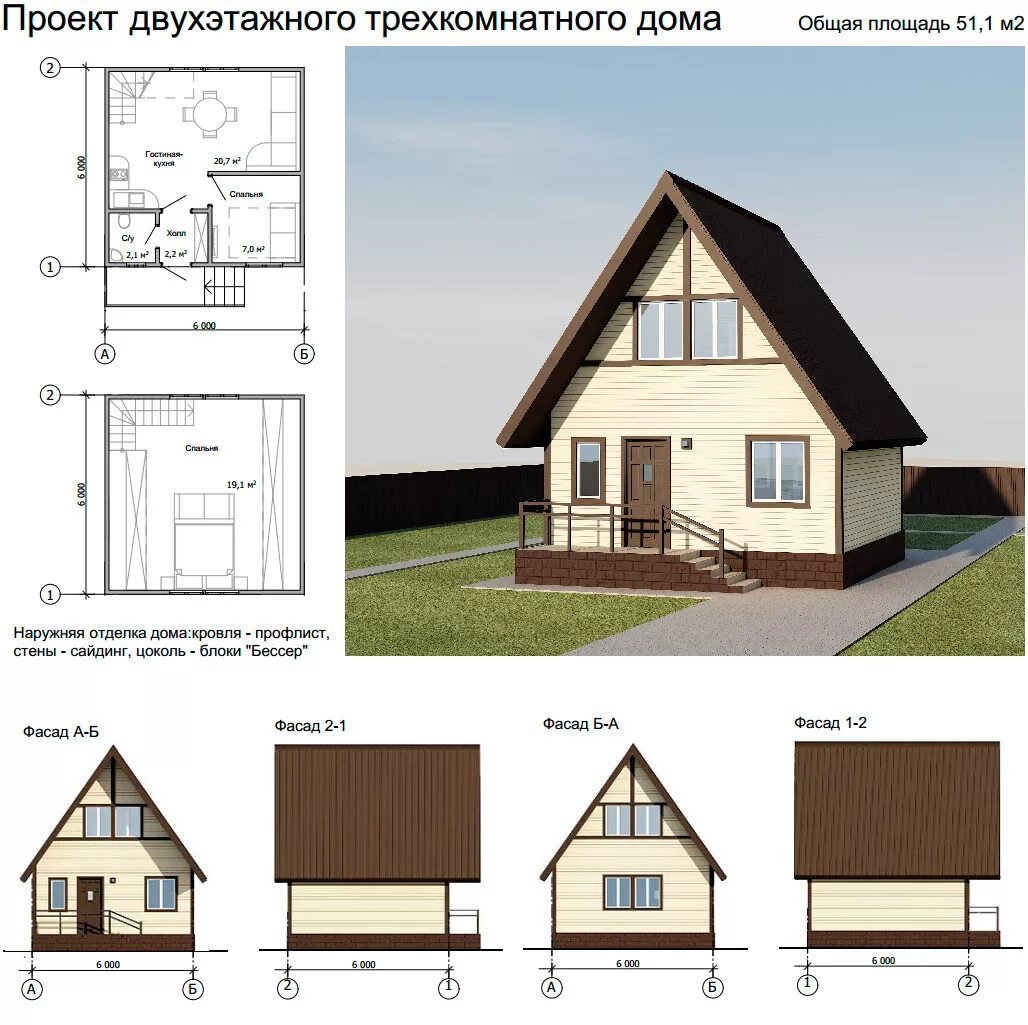 Проект двухэтажного трехкомнатного дома
Общая площадь 51,1 м2
2
6 000
Гостиная-
кухня
20,7 м²
Спальня
С/у
Холл
2,1 м²
2,2 м²
7,0 м²
1
6 000
А
Б
2
Спальня
6 000
19,1 м²
1
Наружняя отделка дома:кровля - профлист,
стены - сайдинг, цоколь - блоки "Бессер"
Фасад А-Б
Фасад 2-1
Фасад Б-А
Фасад 1-2
6 000
6 000
6 000
6 000
А
Б
2
1
А
Б
1
2